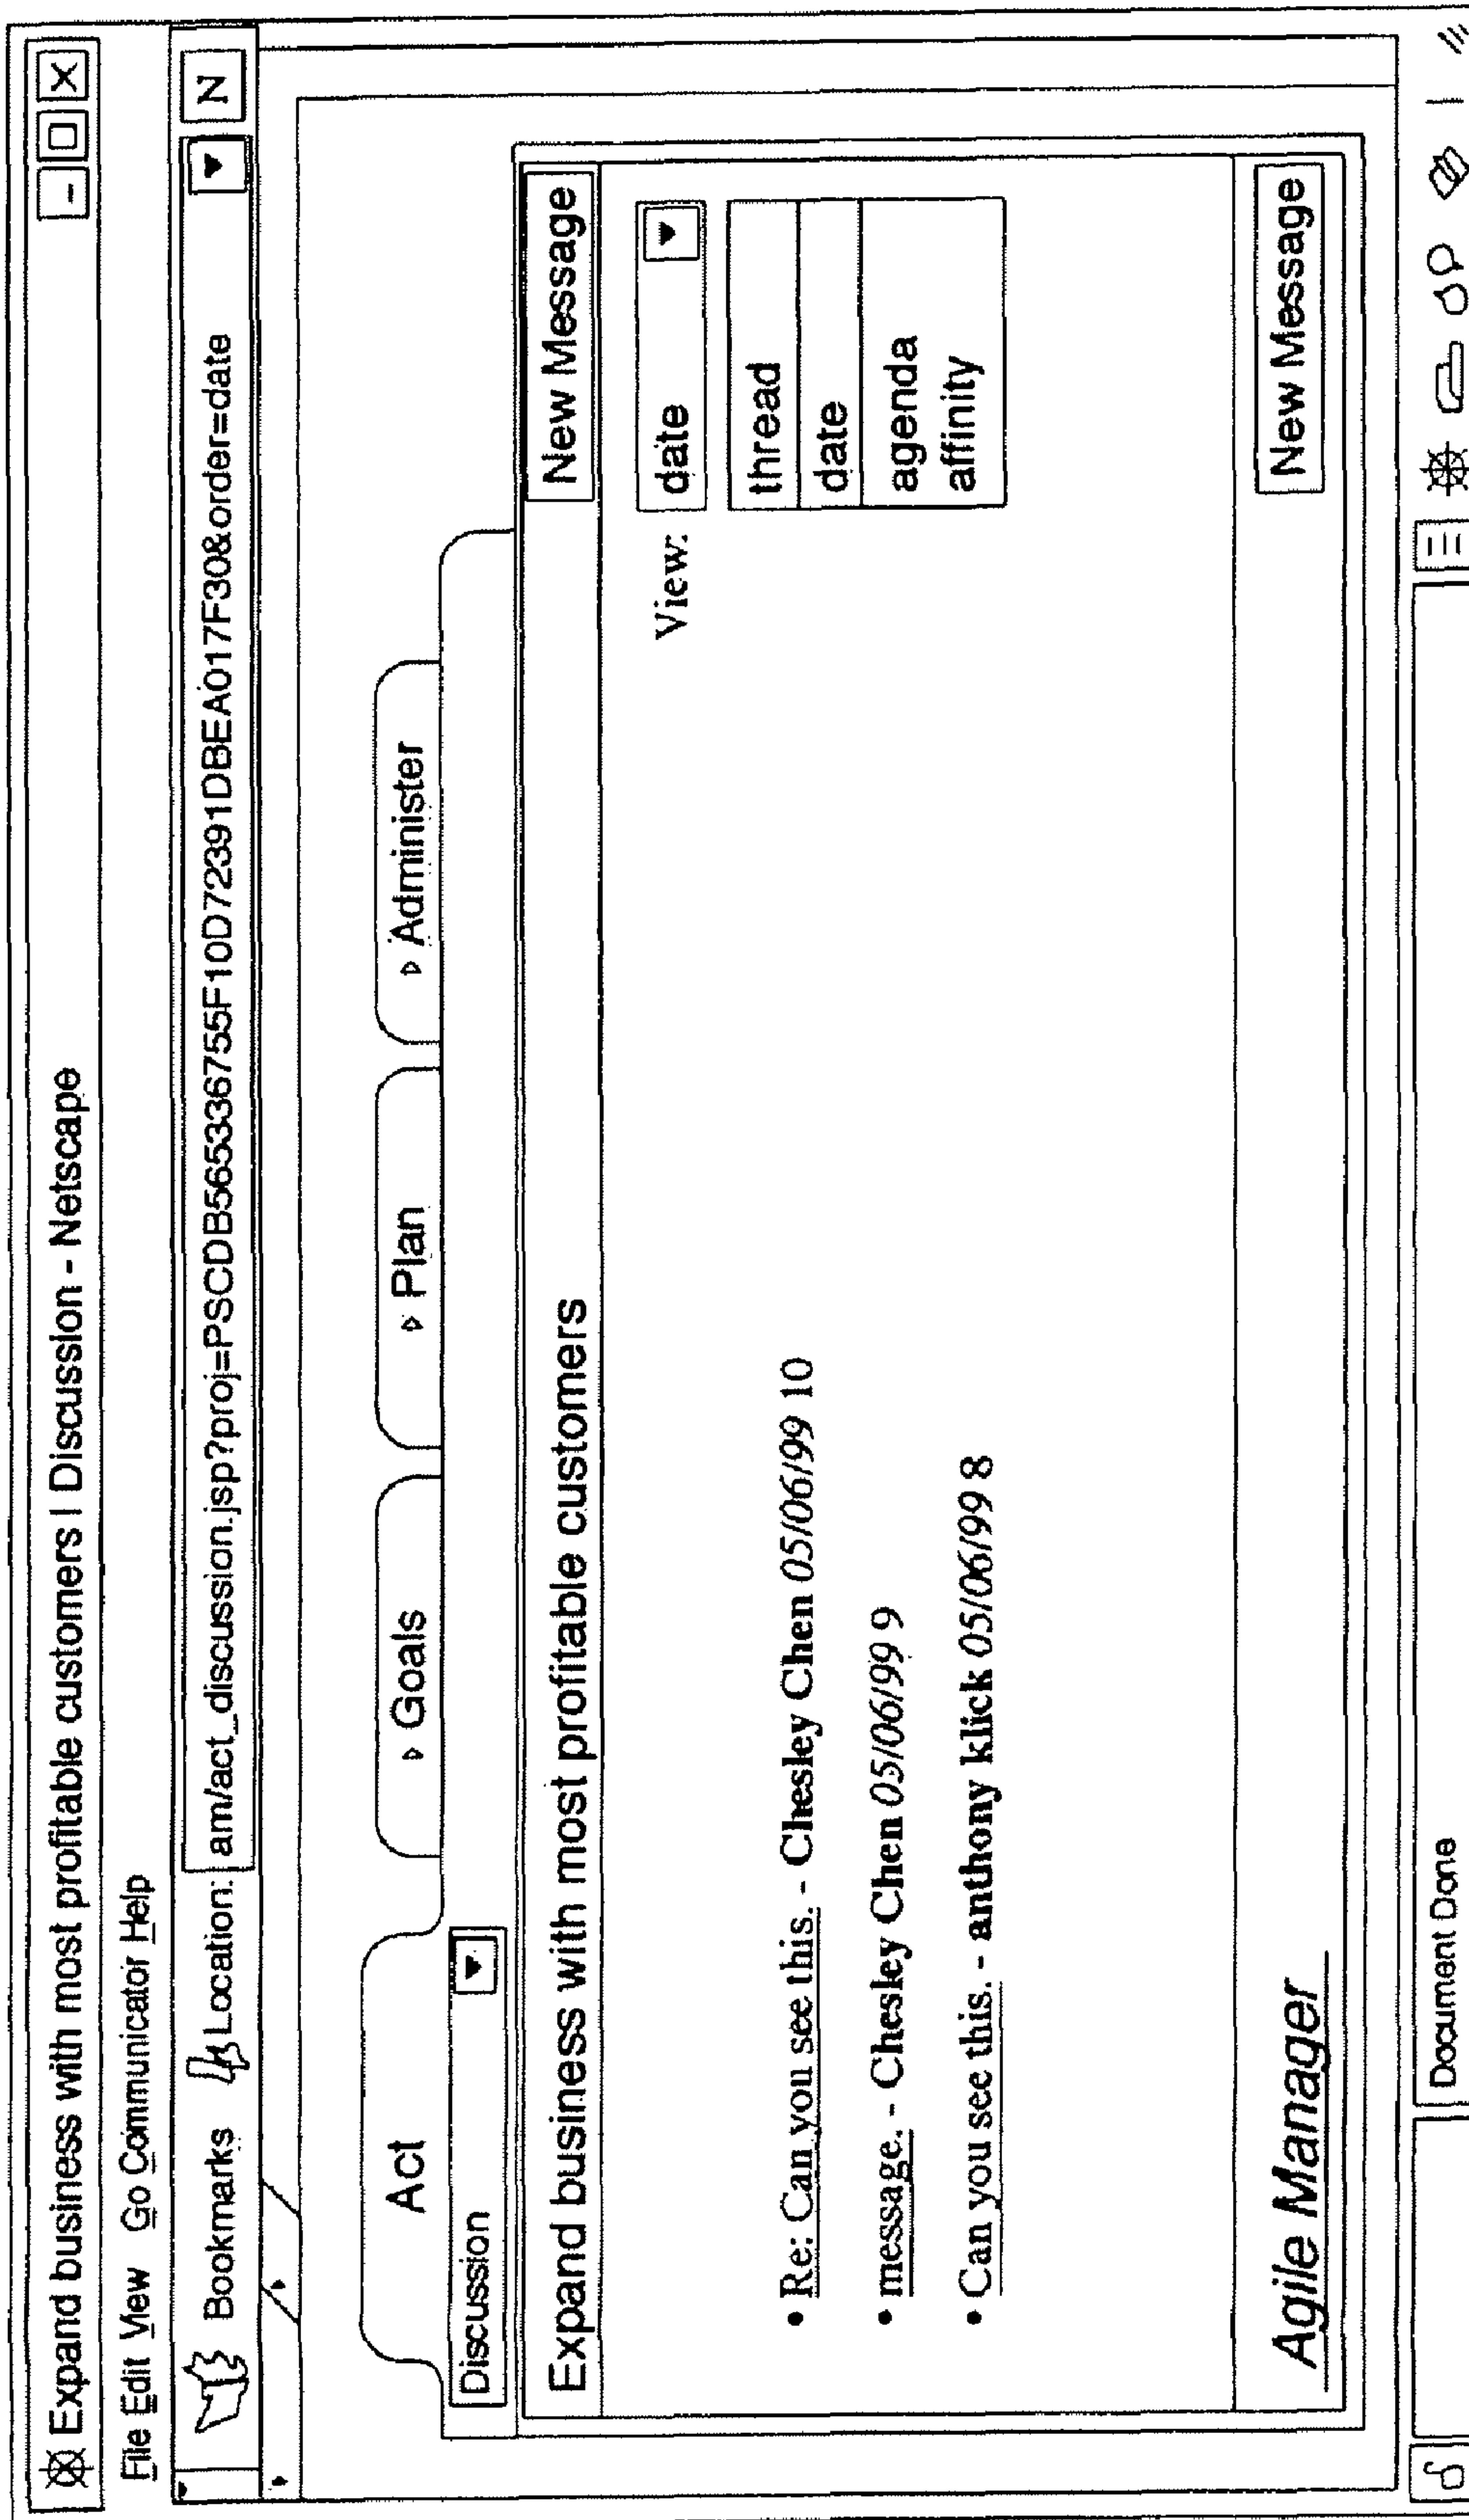 Expand business with most profitable customers | Discussion - Netscape
File Edit View Go Communicator Help
Bookmarks Location: am/act_discussion.jsp?proj=PSCDB565336755F10D72391DBEA017F30&order=date N
Act Goals Plan Administer
Discussion
Expand business with most profitable customers New Message
View: date
thread
date
agenda
affinity
• Re: Can you see this. - Chesley Chen 05/06/99 10
• message. - Chesley Chen 05/06/99 9
• Can you see this. - anthony klick 05/06/99 8
Agile Manager New Message
Document Done